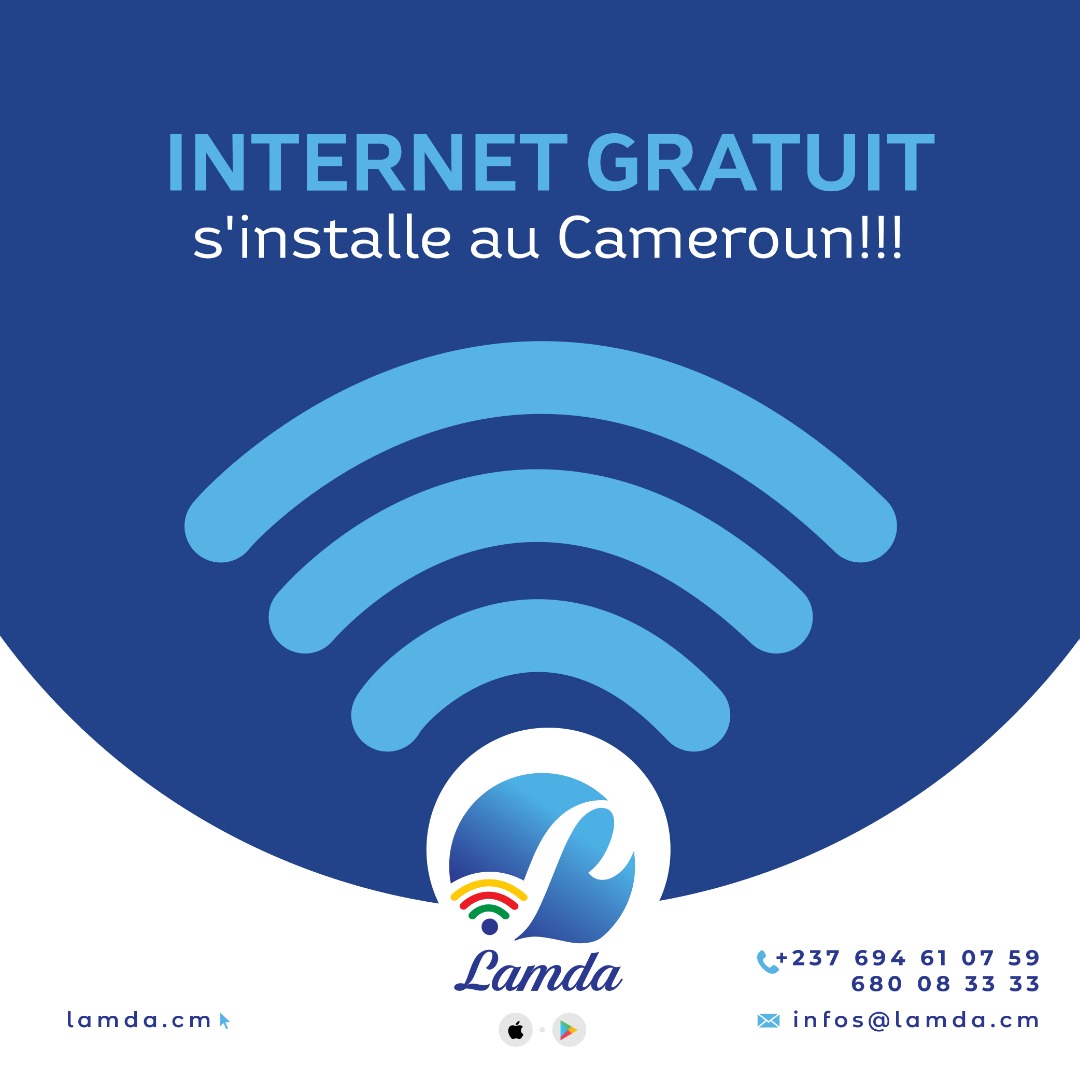 INTERNET GRATUIT
s'installe au Cameroun!!!
Lamda
lamda.cm
+237 694 61 07 59
680 08 33 33
infos@lamda.cm